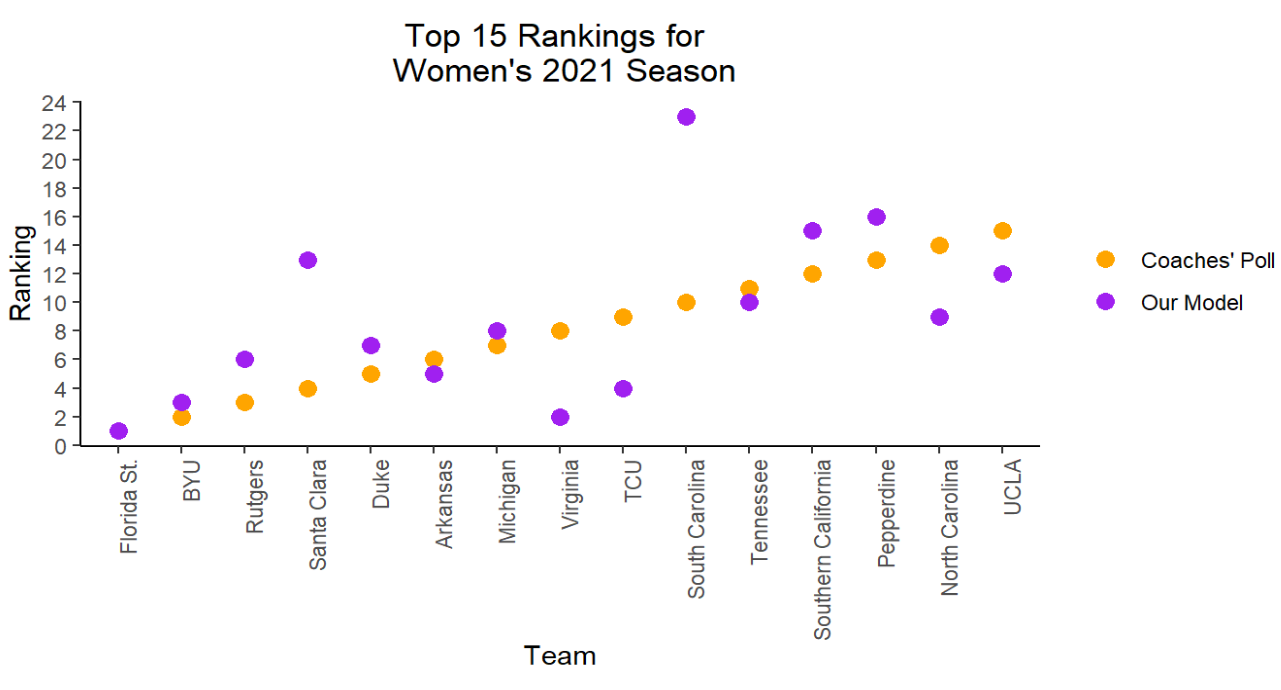 Top 15 Rankings for
Women's 2021 Season
Ranking
24
22
20
18
16
14
12
10
8
6
4
2
0
Florida St.
BYU
Rutgers
Santa Clara
Duke
Arkansas
Michigan
Virginia
TCU
South Carolina
Tennessee
Southern California
Pepperdine
North Carolina
UCLA
Team
Coaches' Poll
Our Model